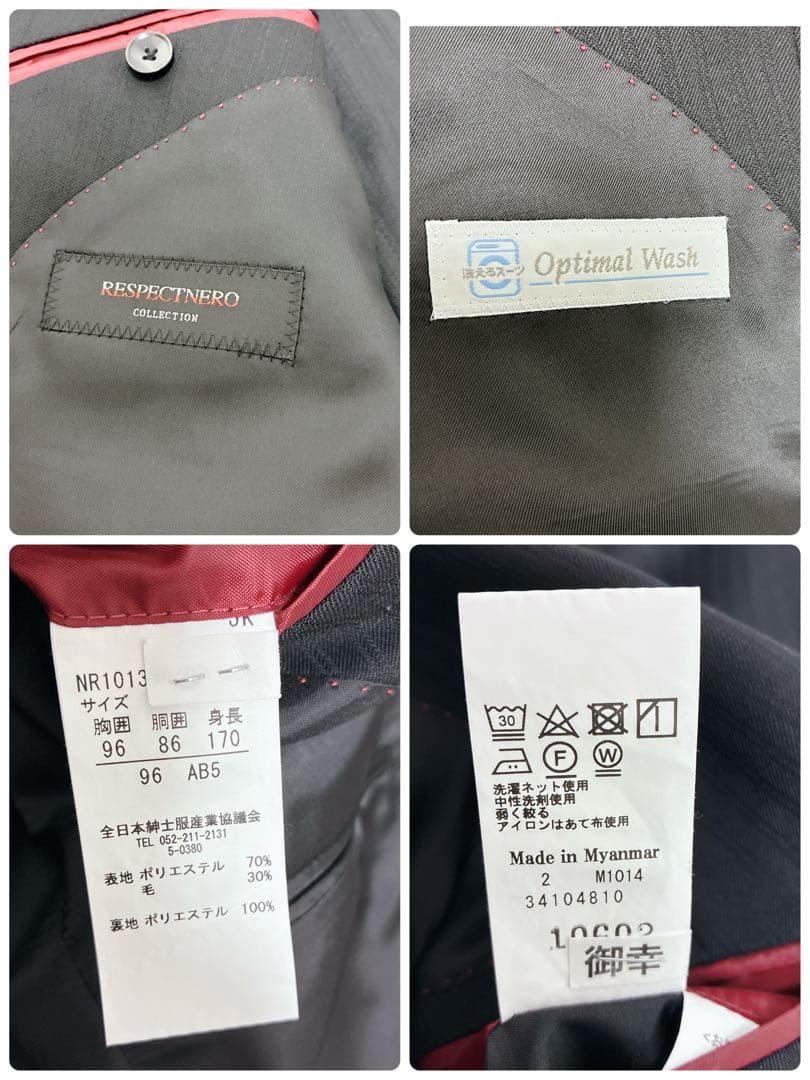 RESPECTNERO
COLLECTION
洗えるスーツ
Optimal Wash
NR1013
サイズ
胸囲 胴囲 身長
96 86 170
96 AB5
全日本紳士服産業協議会
TEL 052-211-2131
5-0380
表地 ポリエステル 70%
毛 30%
裏地 ポリエステル 100%
30
F W
洗濯ネット使用
中性洗剤使用
弱く絞る
アイロンはあて布使用
Made in Myanmar
2 M1014
34104810
御幸